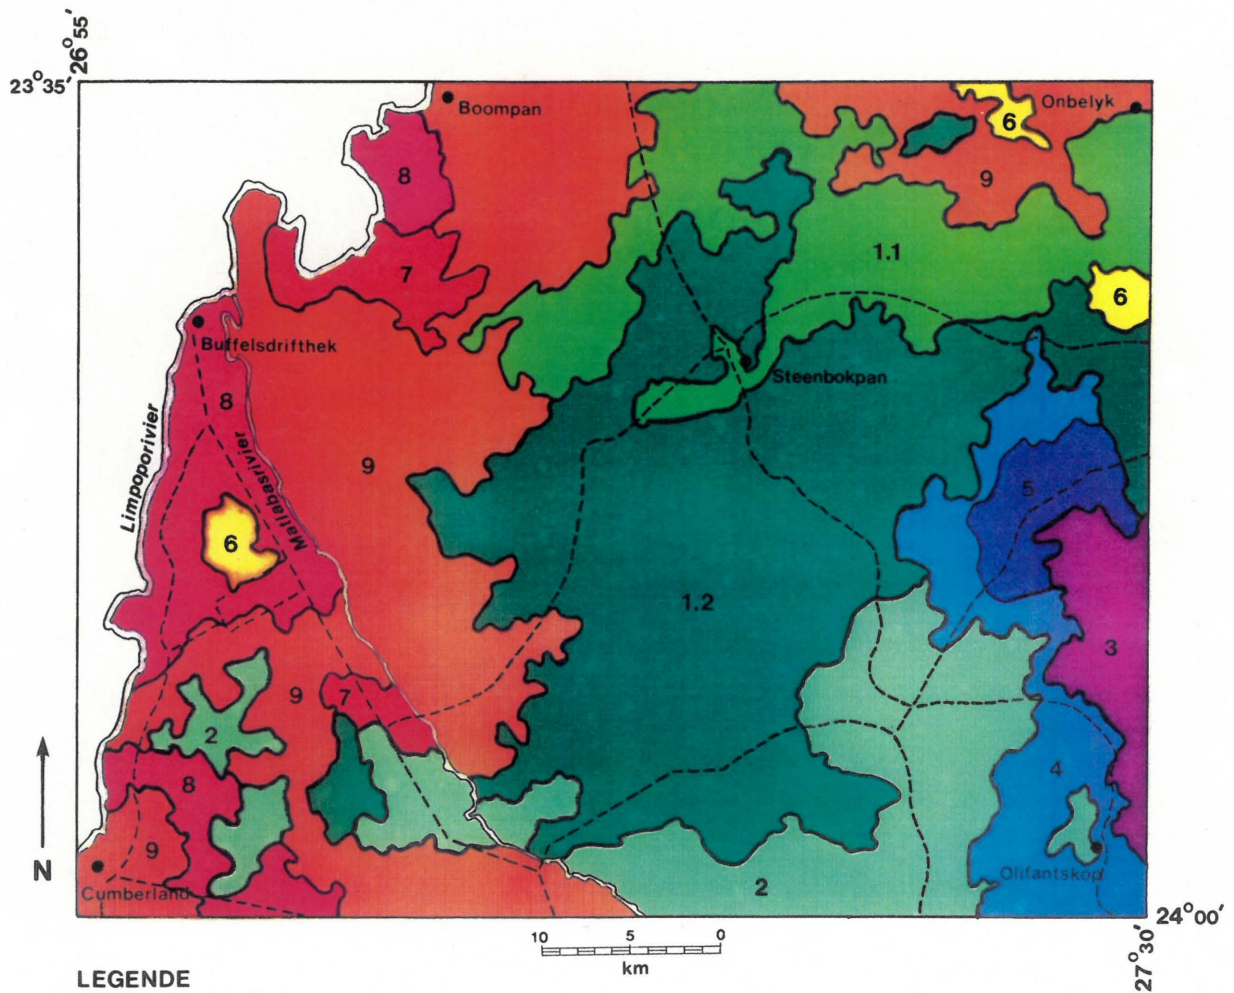 26°55'
23°35'
Boompan
Onbelyk
6
8
9
1.1
7
6
Buffelsdrifthek
Steenbokpan
8
Limpoporivier
Matlabasrivier
9
5
6
1.2
3
9
7
2
4
8
9
N
Olifantskop
Cumberland
2
24°00'
27°30'
10 5 0
km
LEGENDE